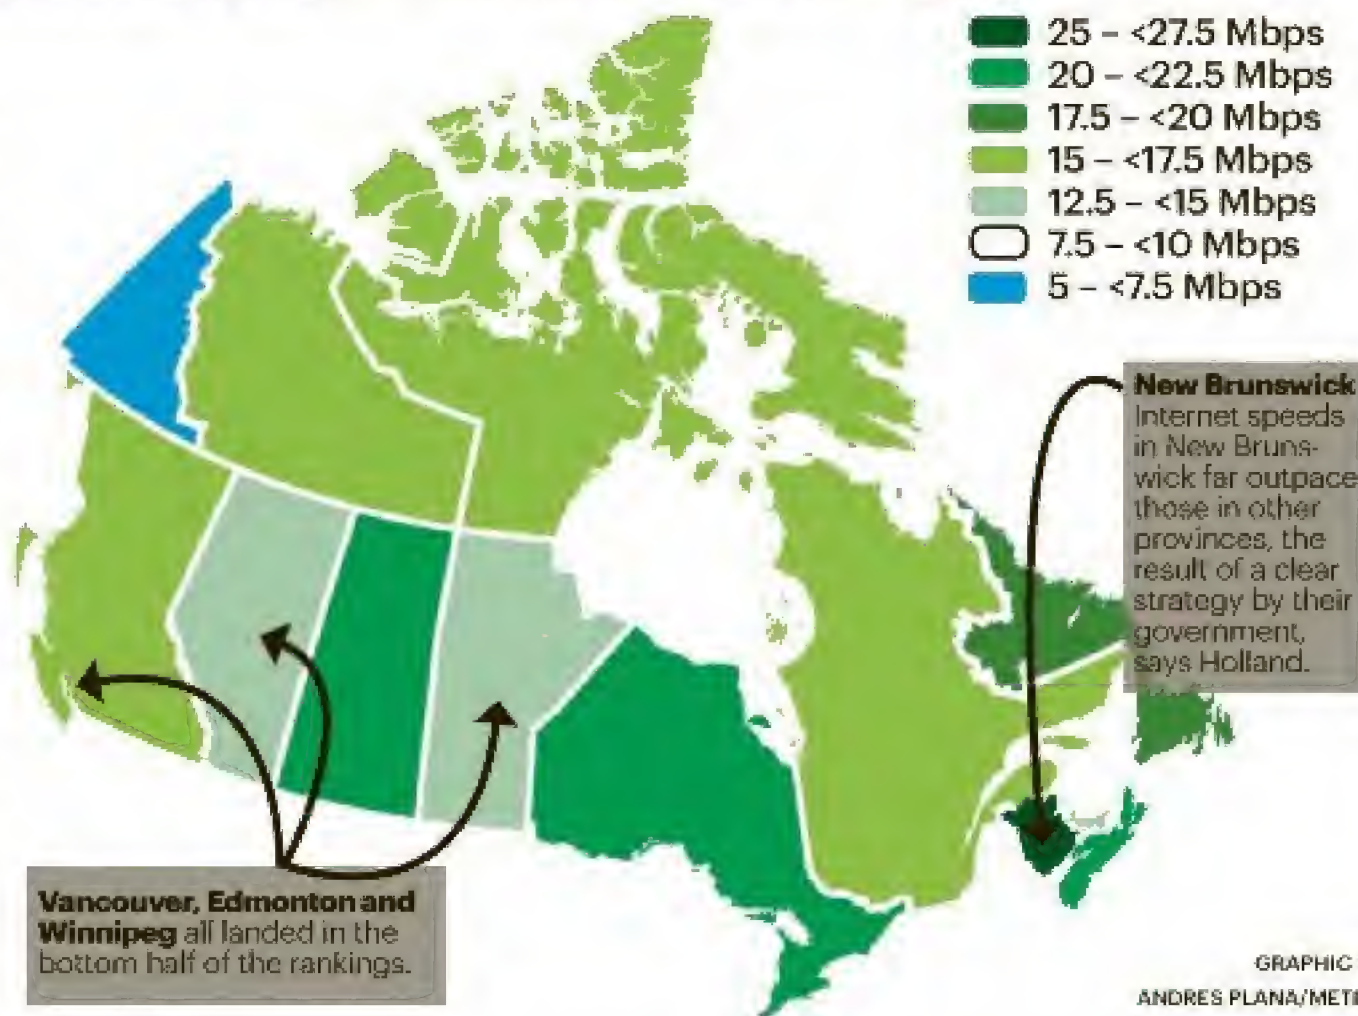 25 – <27.5 Mbps
20 – <22.5 Mbps
17.5 – <20 Mbps
15 – <17.5 Mbps
12.5 – <15 Mbps
7.5 – <10 Mbps
5 – <7.5 Mbps
New Brunswick
Internet speeds
in New Bruns-
wick far outpace
those in other
provinces, the
result of a clear
strategy by their
government,
says Holland.
Vancouver, Edmonton and
Winnipeg all landed in the
bottom half of the rankings.
GRAPHIC
ANDRES PLANA/